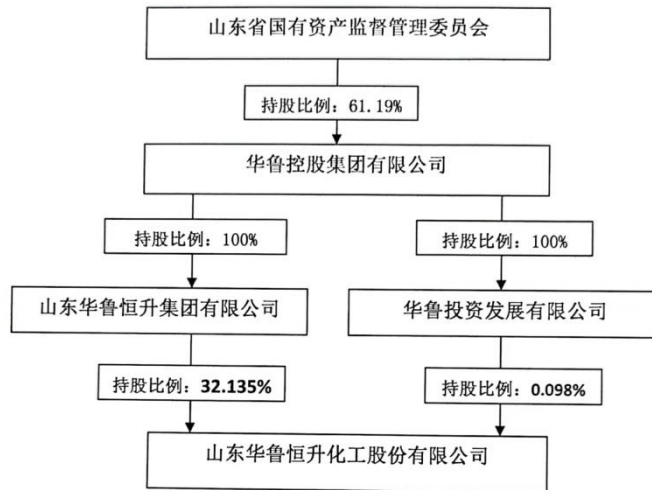 山东省国有资产监督管理委员会
持股比例：61.19%
华鲁控股集团有限公司
持股比例：100%
持股比例：100%
山东华鲁恒升集团有限公司
华鲁投资发展有限公司
持股比例：32.135%
持股比例：0.098%
山东华鲁恒升化工股份有限公司